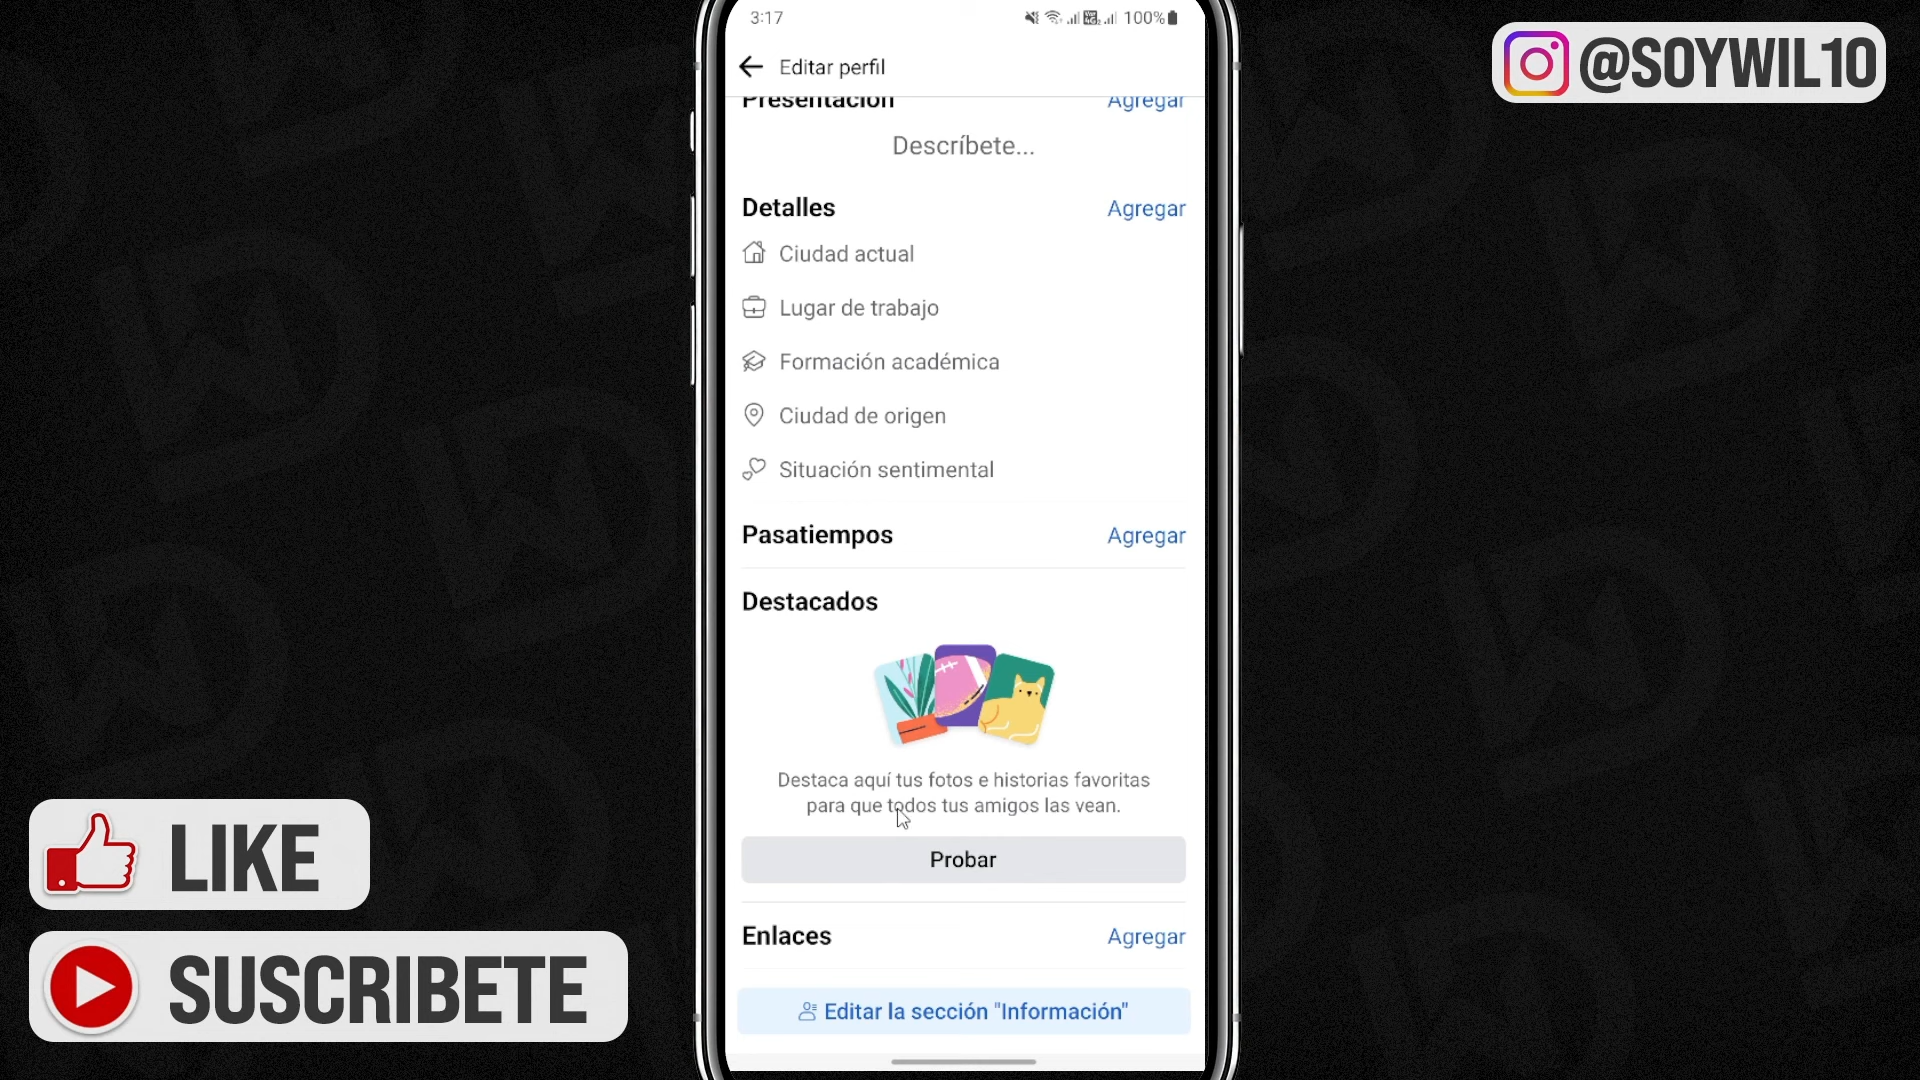 3:17
100%
@SOYWIL10
Editar perfil
Presentación
Agregar
Descríbete...
Detalles
Agregar
Ciudad actual
Lugar de trabajo
Formación académica
Ciudad de origen
Situación sentimental
Pasatiempos
Agregar
Destacados
Destaca aquí tus fotos e historias favoritas
para que todos tus amigos las vean.
Probar
Enlaces
Agregar
Editar la sección "Información"
LIKE
SUSCRIBETE